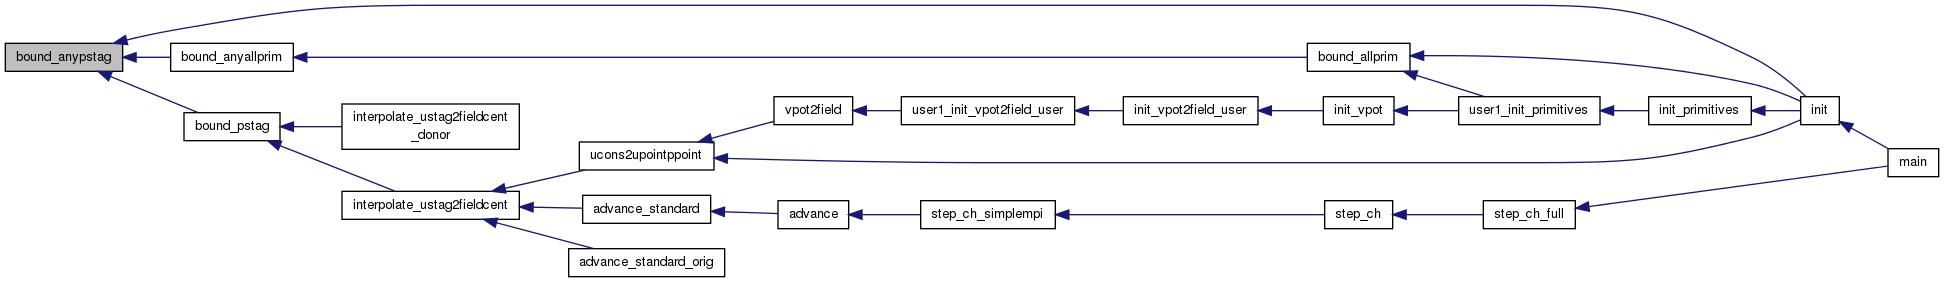 bound_anypstag
bound_anyallprim
bound_allprim
bound_pstag
interpolate_ustag2fieldcent
_donor
vpot2field
user1_init_vpot2field_user
init_vpot2field_user
init_vpot
user1_init_primitives
init_primitives
init
ucons2upointppoint
main
interpolate_ustag2fieldcent
advance_standard
advance
step_ch_simplempi
step_ch
step_ch_full
advance_standard_orig